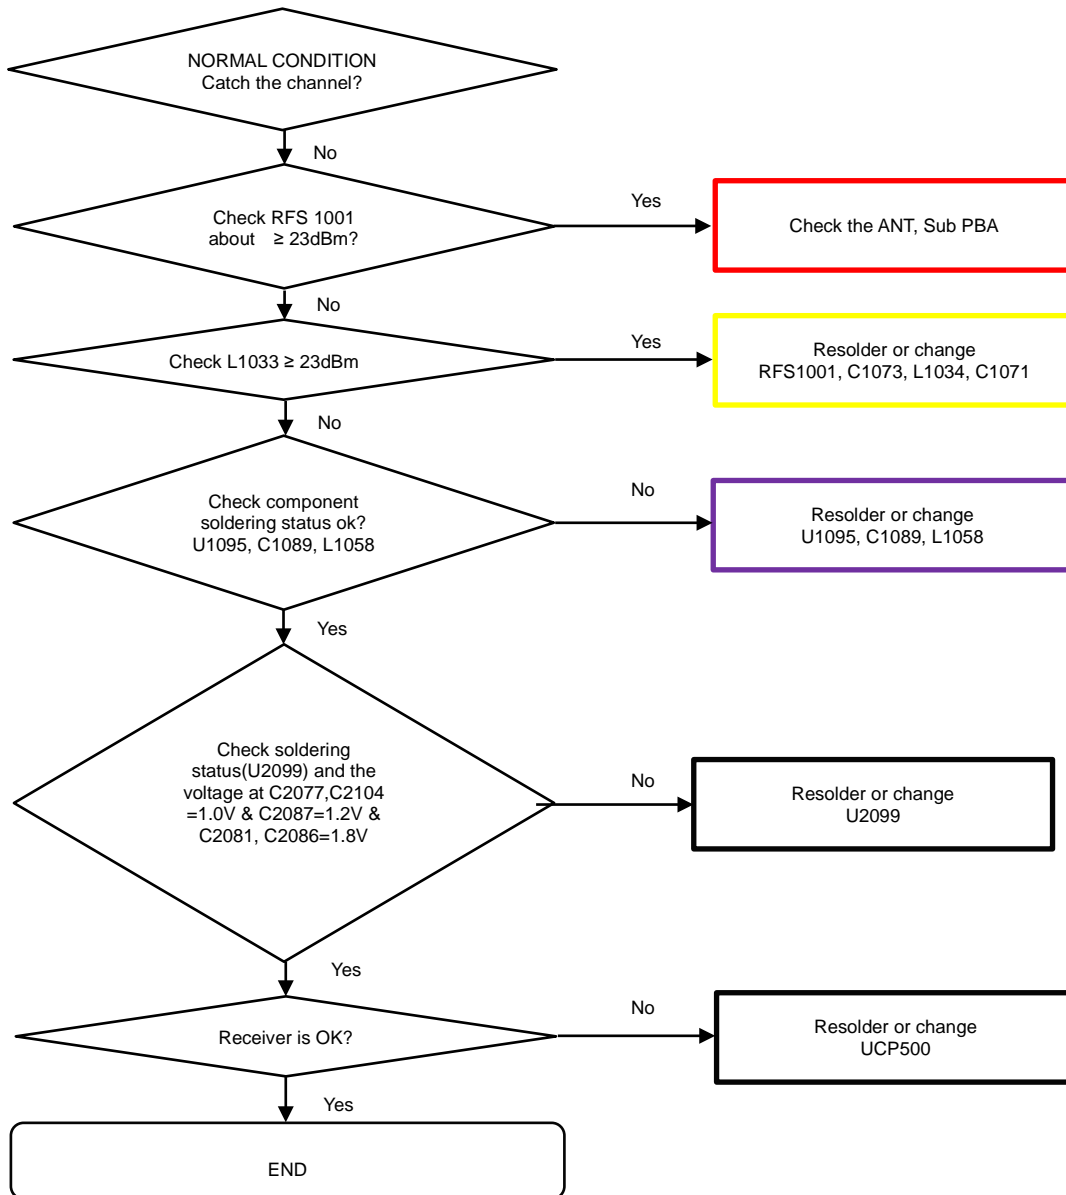 NORMAL CONDITION
Catch the channel?
No
Check RFS 1001
about ≥ 23dBm?
Yes
Check the ANT, Sub PBA
No
Check L1033 ≥ 23dBm
Yes
Resolder or change
RFS1001, C1073, L1034, C1071
No
Check component
soldering status ok?
U1095, C1089, L1058
No
Resolder or change
U1095, C1089, L1058
Yes
Check soldering
status(U2099) and the
voltage at C2077,C2104
=1.0V & C2087=1.2V &
C2081, C2086=1.8V
No
Resolder or change
U2099
Yes
Receiver is OK?
No
Resolder or change
UCP500
Yes
END